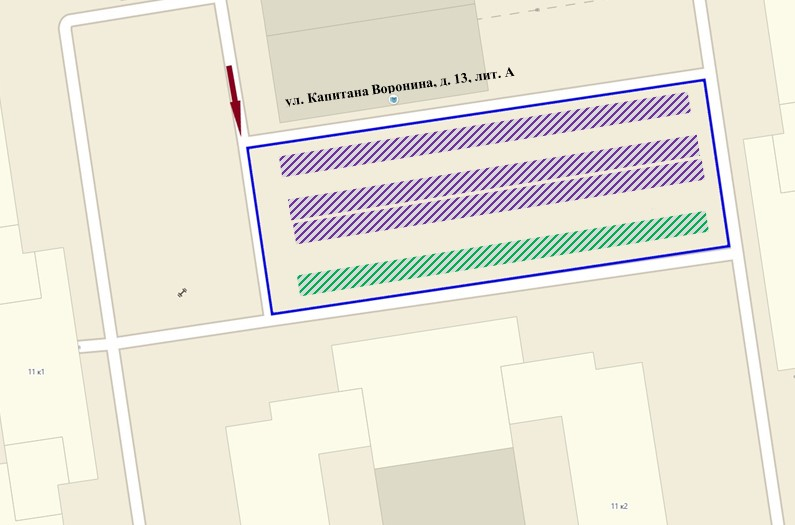 ул. Капитана Воронина, д. 13, лит. А
11 к1
11 к2